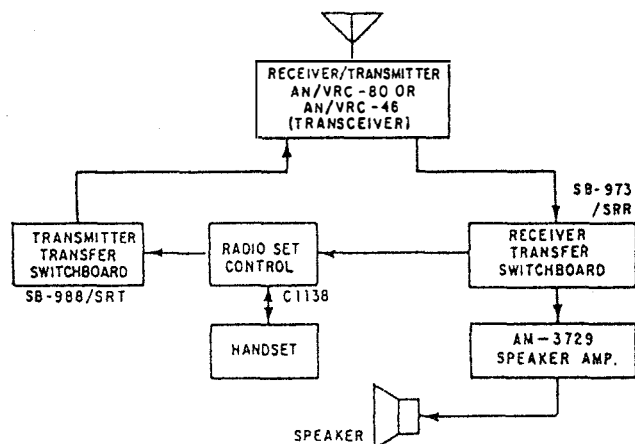 RECEIVER/TRANSMITTER
AN/VRC-80 OR
AN/VRC-46
(TRANSCEIVER)
SB-973
/SRR
TRANSMITTER
TRANSFER
SWITCHBOARD
SB-988/SRT
RADIO SET
CONTROL
C1138
RECEIVER
TRANSFER
SWITCHBOARD
HANDSET
AM-3729
SPEAKER AMP.
SPEAKER